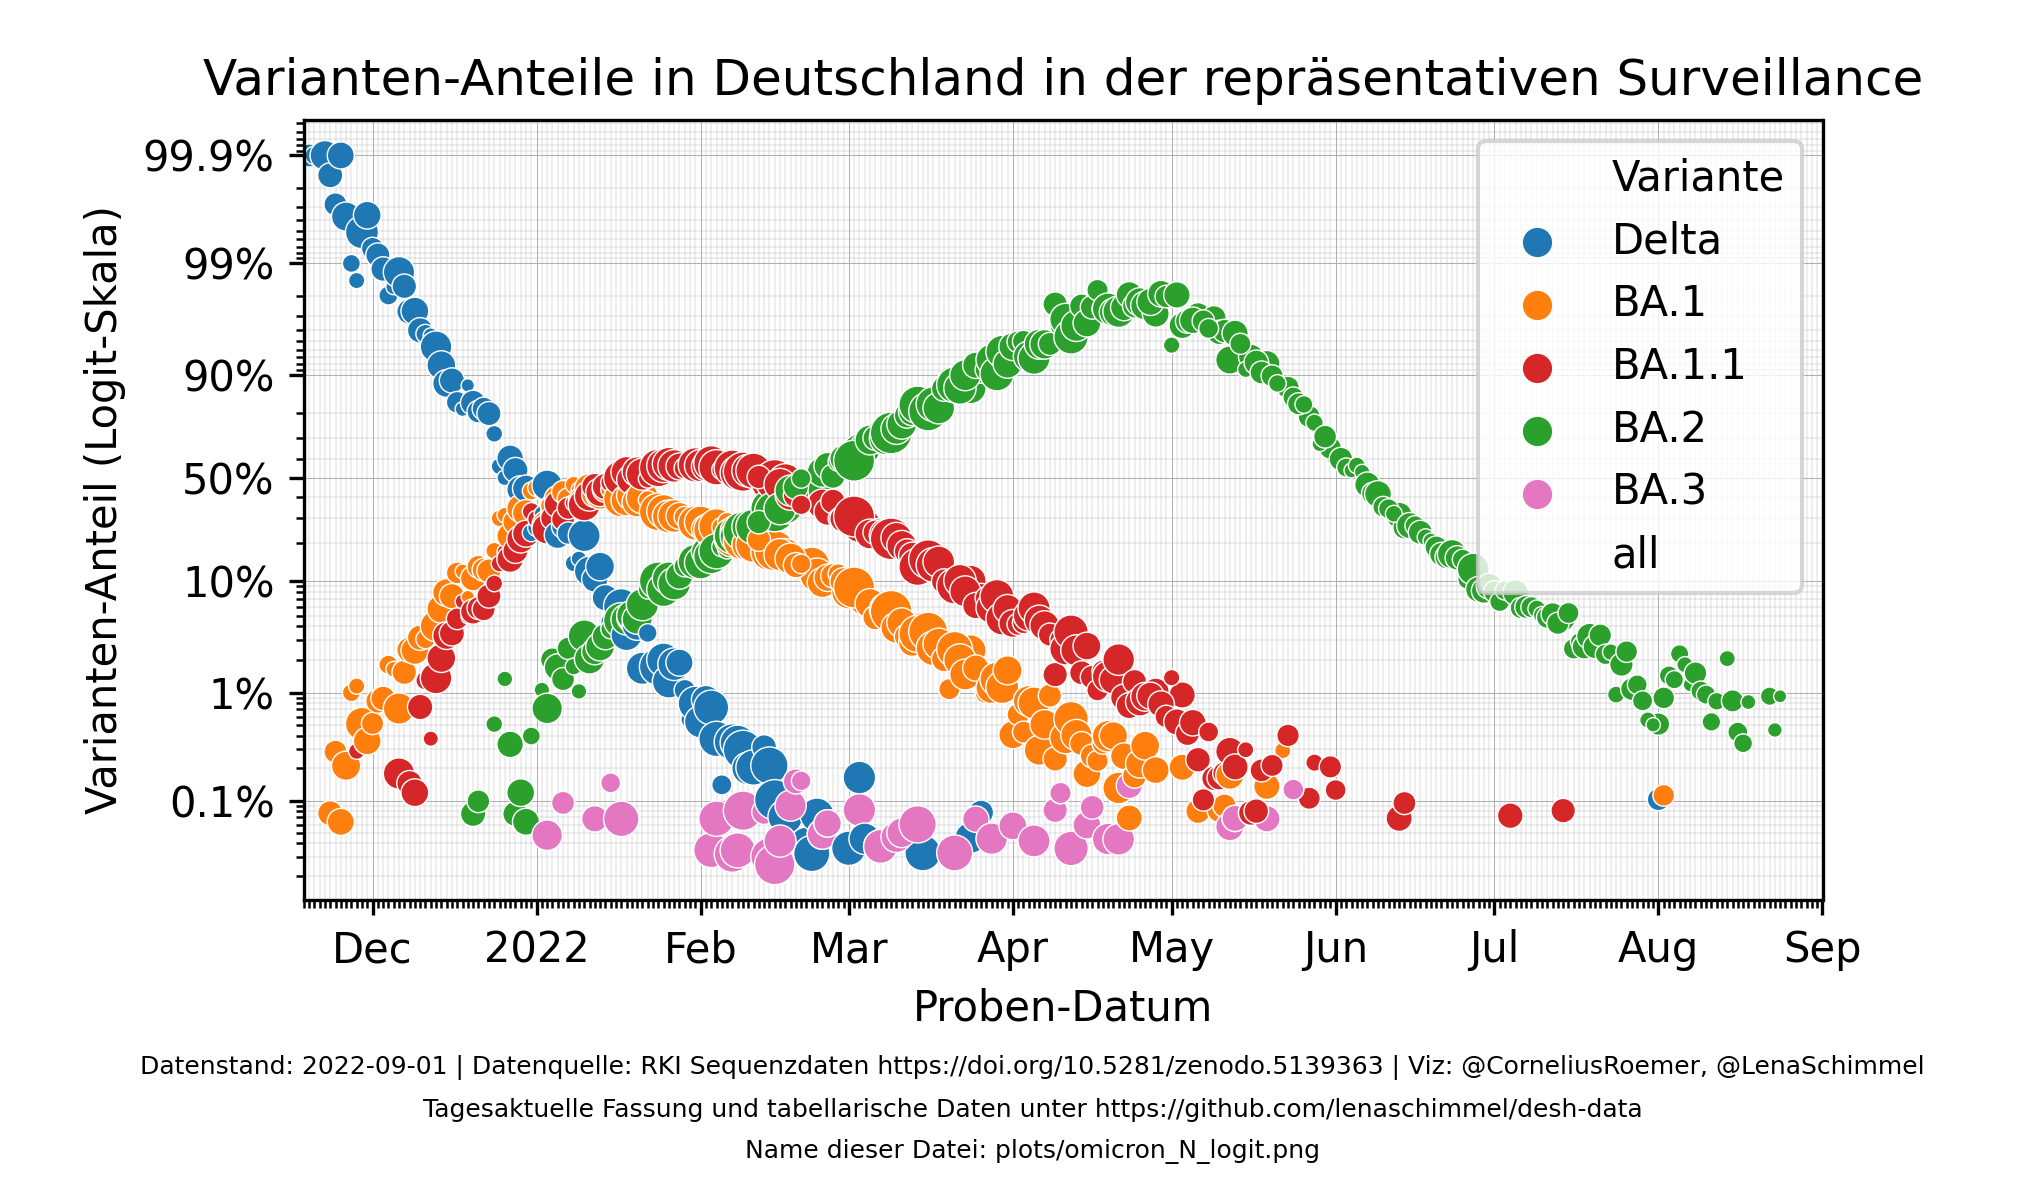 Varianten-Anteile in Deutschland in der repräsentativen Surveillance
Varianten-Anteil (Logit-Skala)
99.9%
99%
90%
50%
10%
1%
0.1%
Variante
Delta
BA.1
BA.1.1
BA.2
BA.3
all
Dec 2022 Feb Mar Apr May Jun Jul Aug Sep
Proben-Datum
Datenstand: 2022-09-01 | Datenquelle: RKI Sequenzdaten https://doi.org/10.5281/zenodo.5139363 | Viz: @CorneliusRoemer, @LenaSchimmel
Tagesaktuelle Fassung und tabellarische Daten unter https://github.com/lenaschimmel/desh-data
Name dieser Datei: plots/omicron_N_logit.png